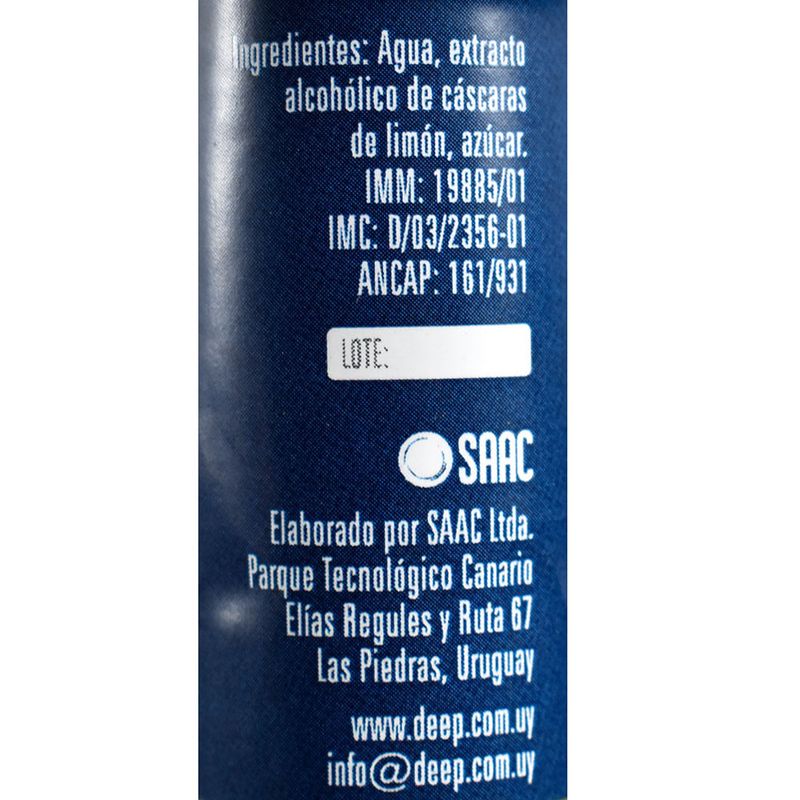 Ingredientes: Agua, extracto
alcohólico de cáscaras
de limón, azúcar.
IMM: 19885/01
IMC: D/03/2356-01
ANCAP: 161/931
LOTE:
SAAC
Elaborado por SAAC Ltda.
Parque Tecnológico Canario
Elías Regules y Ruta 67
Las Piedras, Uruguay
www.deep.com.uy
info@deep.com.uy